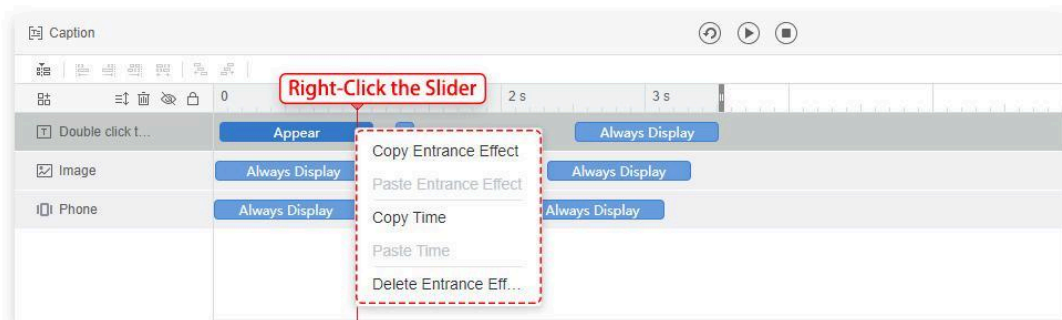 Caption
Right-Click the Slider
0 2 s 3 s
Double click t... Appear Always Display
Copy Entrance Effect
Image Always Display Always Display
Paste Entrance Effect
Phone Always Display Always Display
Copy Time
Paste Time
Delete Entrance Eff...